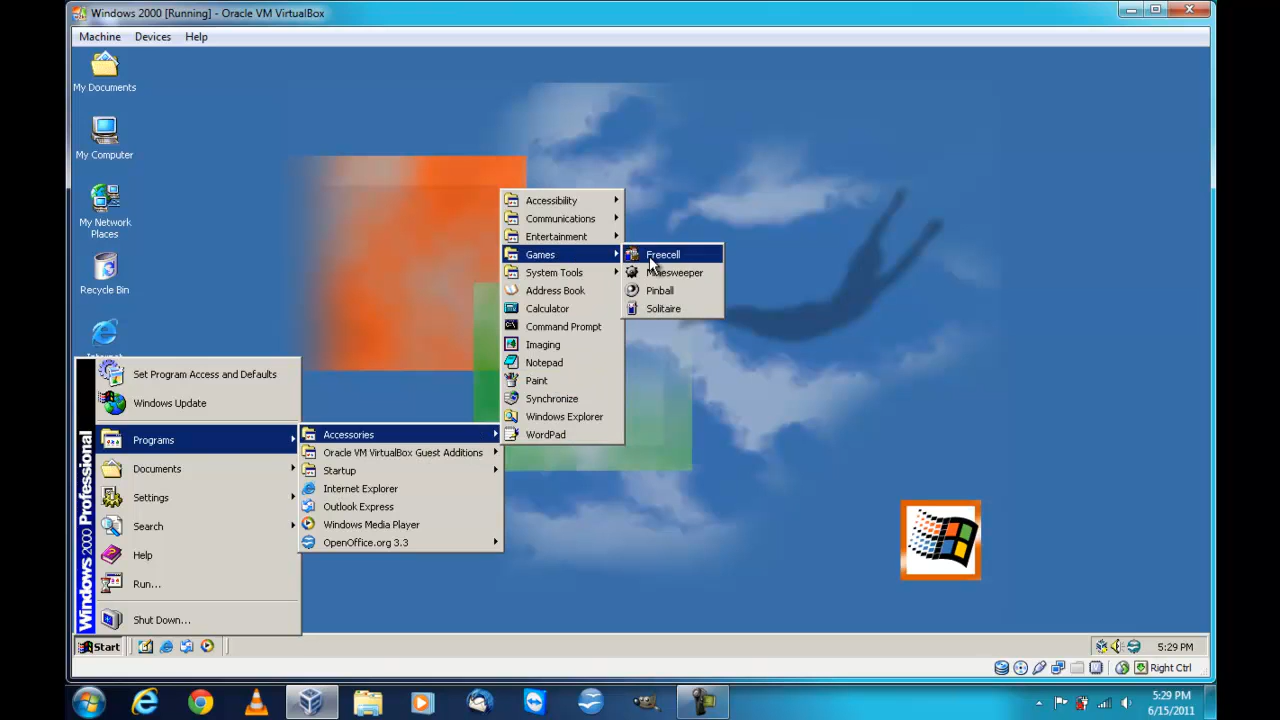 Windows 2000 [Running] - Oracle VM VirtualBox
Machine Devices Help
My Documents
My Computer
My Network
Places
Recycle Bin
Set Program Access and Defaults
Windows Update
Programs
Documents
Settings
Search
Help
Run...
Shut Down...
Windows 2000 Professional
Accessories
Oracle VM VirtualBox Guest Additions
Startup
Internet Explorer
Outlook Express
Windows Media Player
OpenOffice.org 3.3
Accessibility
Communications
Entertainment
Games
System Tools
Address Book
Calculator
Command Prompt
Imaging
Notepad
Paint
Synchronize
Windows Explorer
WordPad
Freecell
Minesweeper
Pinball
Solitaire
Start
5:29 PM
Right Ctrl
5:29 PM
6/15/2011